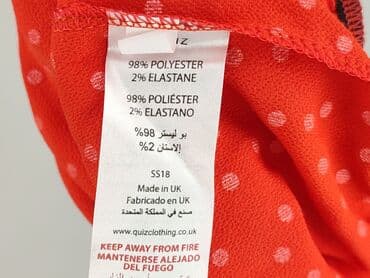 98% POLYESTER
2% ELASTANE
98% POLIÉSTER
2% ELASTANO
بو ليستر 98%
إلاستان 2%
SS18
Made in UK
Fabricado en UK
صنع في المملكة المتحدة
www.quizclothing.co.uk
KEEP AWAY FROM FIRE
MANTENERSE ALEJADO
DEL FUEGO